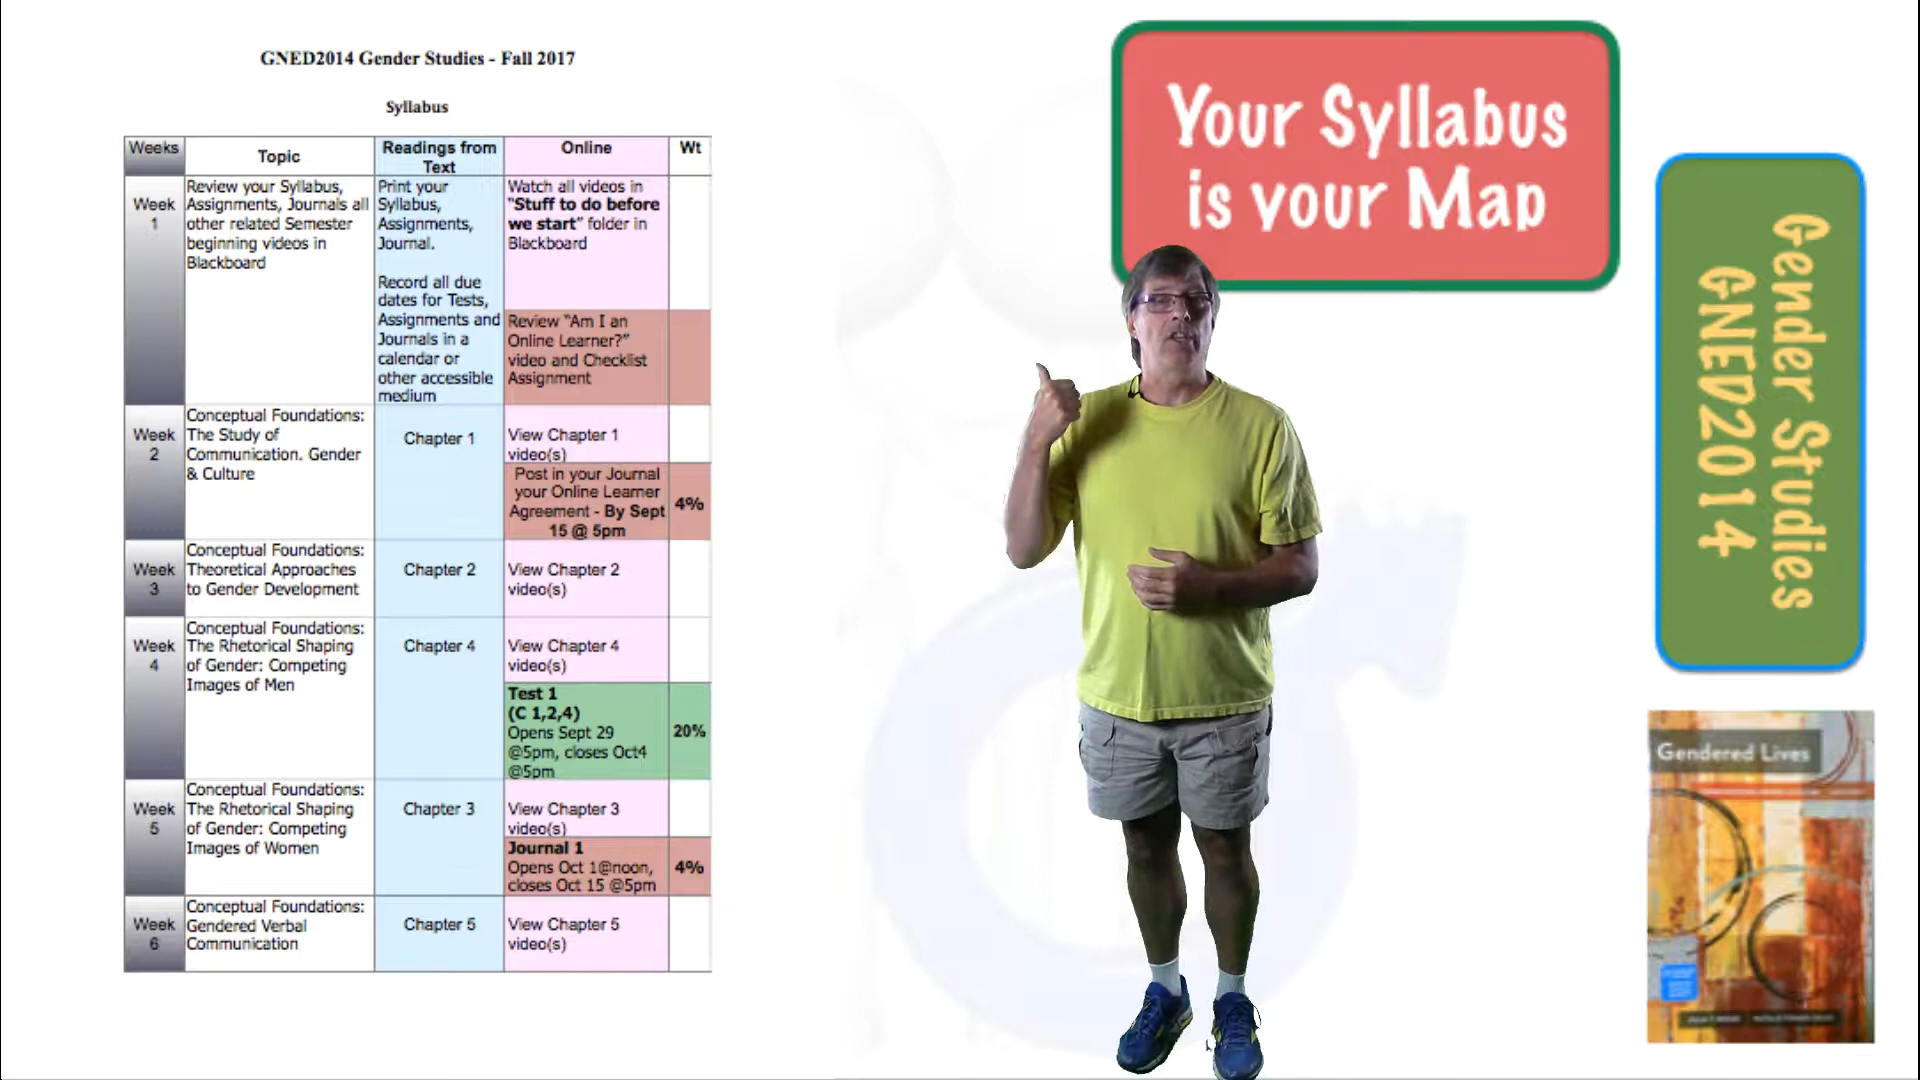 GNED2014 Gender Studies - Fall 2017
Syllabus
Weeks
Topic
Readings from
Text
Online
Wt
Week
1
Review your Syllabus,
Assignments, Journals all
other related Semester
beginning videos in
Blackboard
Print your
Syllabus,
Assignments,
Journal.
Record all due
dates for Tests,
Assignments and
Journals in a
calendar or
other accessible
medium
Watch all videos in
"Stuff to do before
we start" folder in
Blackboard
Review "Am I an
Online Learner?"
video and Checklist
Assignment
Week
2
Conceptual Foundations:
The Study of
Communication. Gender
& Culture
Chapter 1
View Chapter 1
video(s)
Post in your Journal
your Online Learner
Agreement - By Sept
15 @ 5pm
4%
Week
3
Conceptual Foundations:
Theoretical Approaches
to Gender Development
Chapter 2
View Chapter 2
video(s)
Week
4
Conceptual Foundations:
The Rhetorical Shaping
of Gender: Competing
Images of Men
Chapter 4
View Chapter 4
video(s)
Test 1
(C 1,2,4)
Opens Sept 29
@5pm, closes Oct4
@5pm
20%
Week
5
Conceptual Foundations:
The Rhetorical Shaping
of Gender: Competing
Images of Women
Chapter 3
View Chapter 3
video(s)
Journal 1
Opens Oct 1@noon,
closes Oct 15 @5pm
4%
Week
6
Conceptual Foundations:
Gendered Verbal
Communication
Chapter 5
View Chapter 5
video(s)
Your Syllabus
is your Map
Gender Studies
GNED2014
Gendered Lives